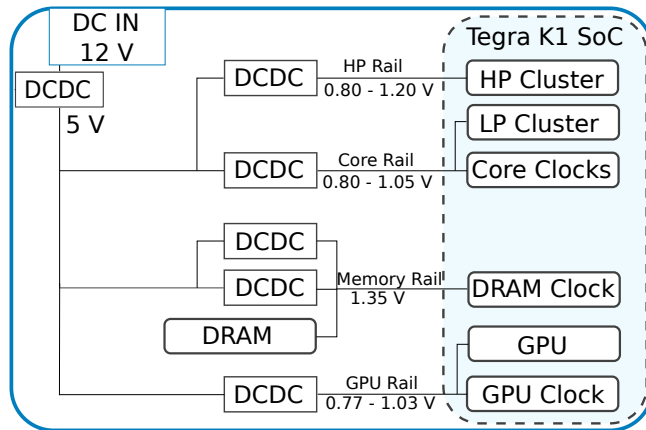 DC IN
12 V
DCDC
5 V
Tegra K1 SoC
DCDC
HP Rail
0.80 - 1.20 V
HP Cluster
LP Cluster
DCDC
Core Rail
0.80 - 1.05 V
Core Clocks
DCDC
DCDC
Memory Rail
1.35 V
DRAM Clock
DRAM
GPU
DCDC
GPU Rail
0.77 - 1.03 V
GPU Clock